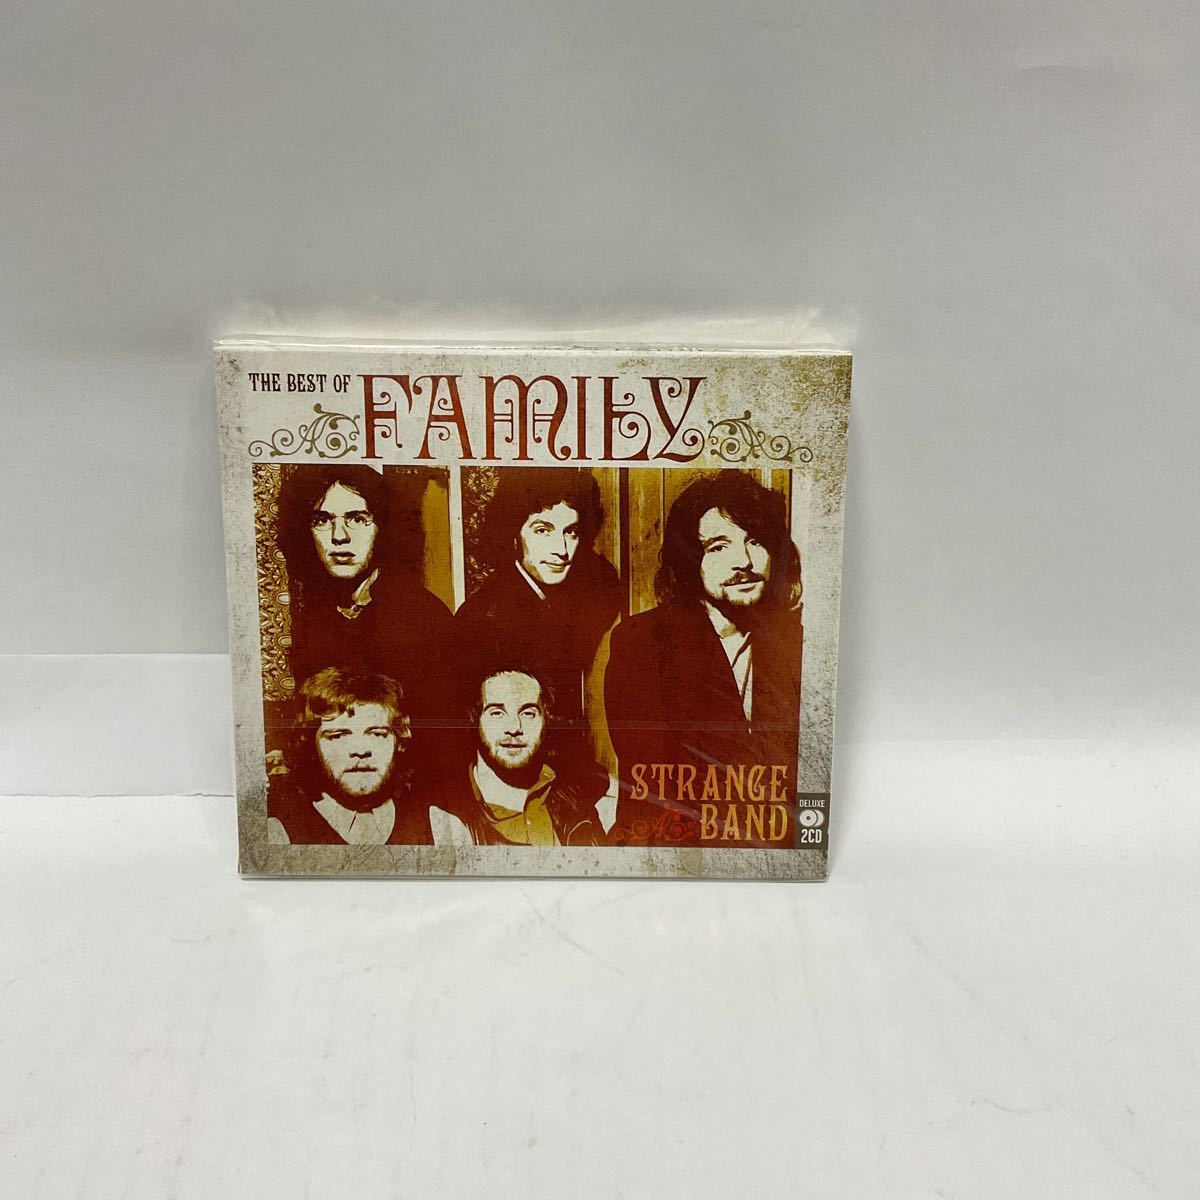 THE BEST OF
FAMILY
STRANGE
BAND
DELUXE
2CD